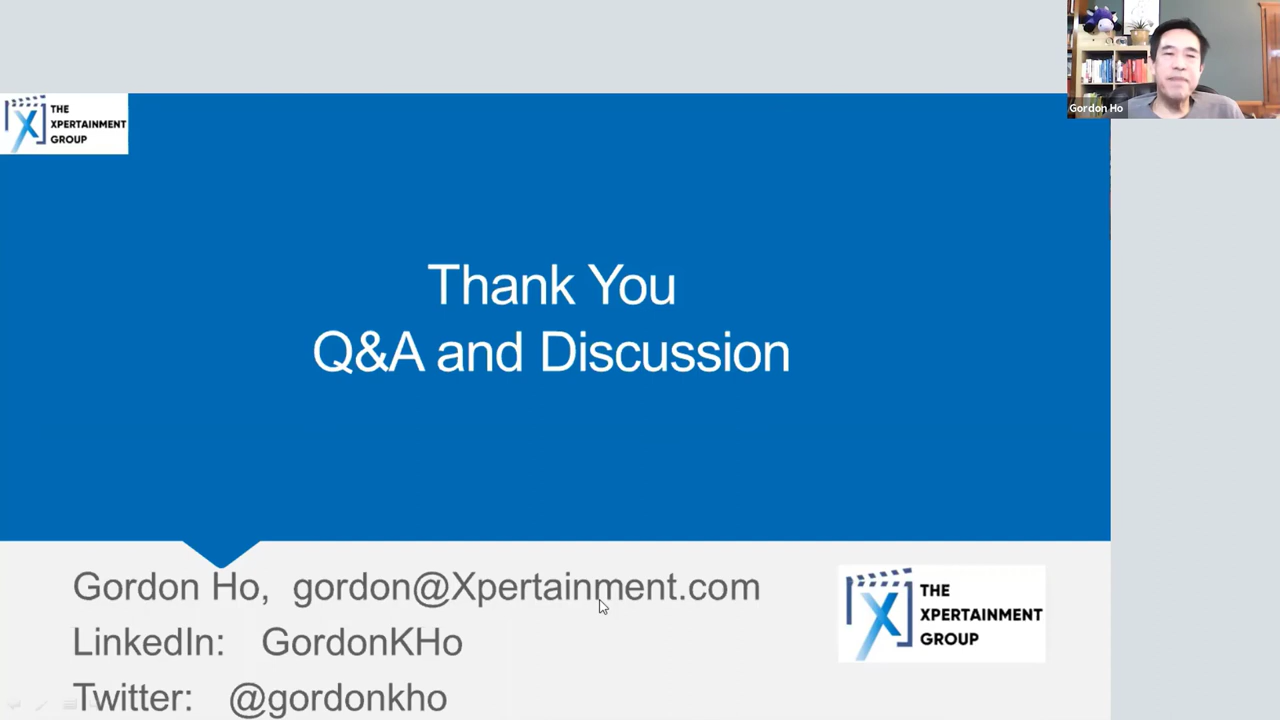 Gordon Ho
THE
XPERTAINMENT
GROUP
Thank You
Q&A and Discussion
Gordon Ho, gordon@Xpertainment.com
LinkedIn: GordonKHo
Twitter: @gordonkho
THE
XPERTAINMENT
GROUP